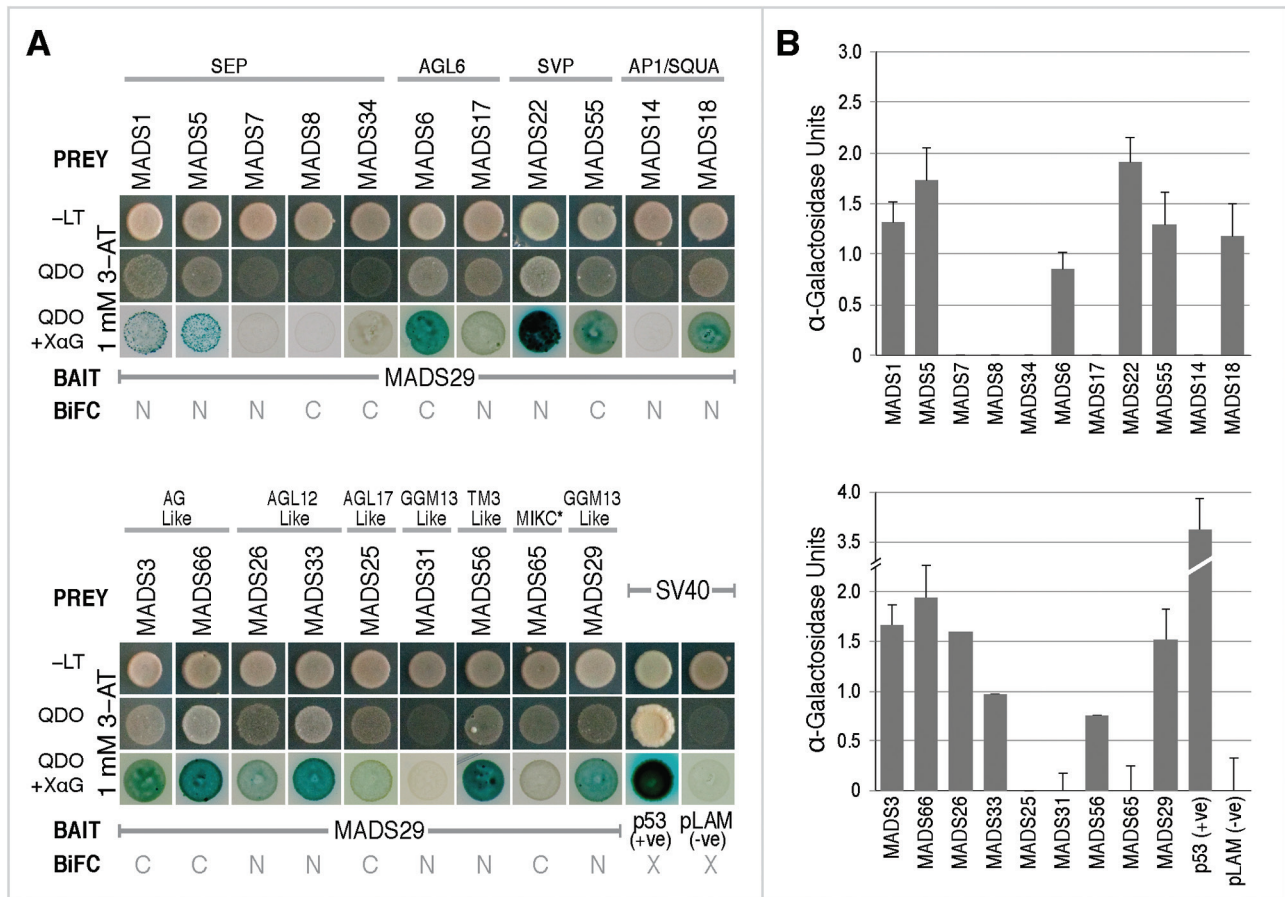 A
SEP AGL6 SVP AP1/SQUA
PREY
MADS1 MADS5 MADS7 MADS8 MADS34 MADS6 MADS17 MADS22 MADS55 MADS14 MADS18
–LT
QDO
QDO
+XαG
1 mM 3–AT
BAIT
MADS29
BiFC N N N C C C N N C N N
AG Like AGL12 Like AGL17 Like GGM13 Like TM3 Like MIKC* GGM13 Like
PREY
MADS3 MADS66 MADS26 MADS33 MADS25 MADS31 MADS56 MADS65 MADS29
SV40
–LT
QDO
QDO
+XαG
1 mM 3–AT
BAIT
MADS29
p53 (+ve) pLAM (-ve)
BiFC C C N N C N N C N X X
B
α-Galactosidase Units
3.0
2.5
2.0
1.5
1.0
0.5
0
MADS1 MADS5 MADS7 MADS8 MADS34 MADS6 MADS17 MADS22 MADS55 MADS14 MADS18
α-Galactosidase Units
4.0
3.5
2.0
1.5
1.0
0.5
0
MADS3 MADS66 MADS26 MADS33 MADS25 MADS31 MADS56 MADS65 MADS29 p53 (+ve) pLAM (-ve)